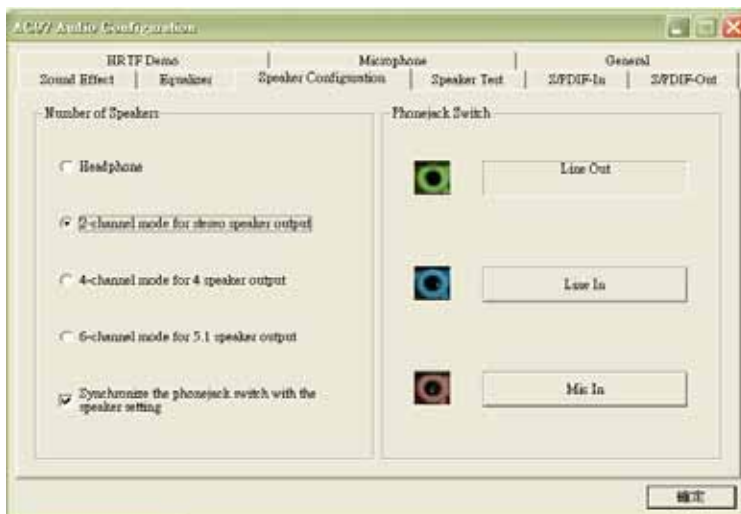 AC97 Audio Configuration
HRTF Demo
Microphone
General
Sound Effect
Equalizer
Speaker Configuration
Speaker Test
S/PDIF-In
S/PDIF-Out
Number of Speakers
Headphone
2-channel mode for stereo speaker output
4-channel mode for 4 speaker output
6-channel mode for 5.1 speaker output
Synchronize the phonejack switch with the
speaker setting
Phonejack Switch
Line Out
Line In
Mic In
確定